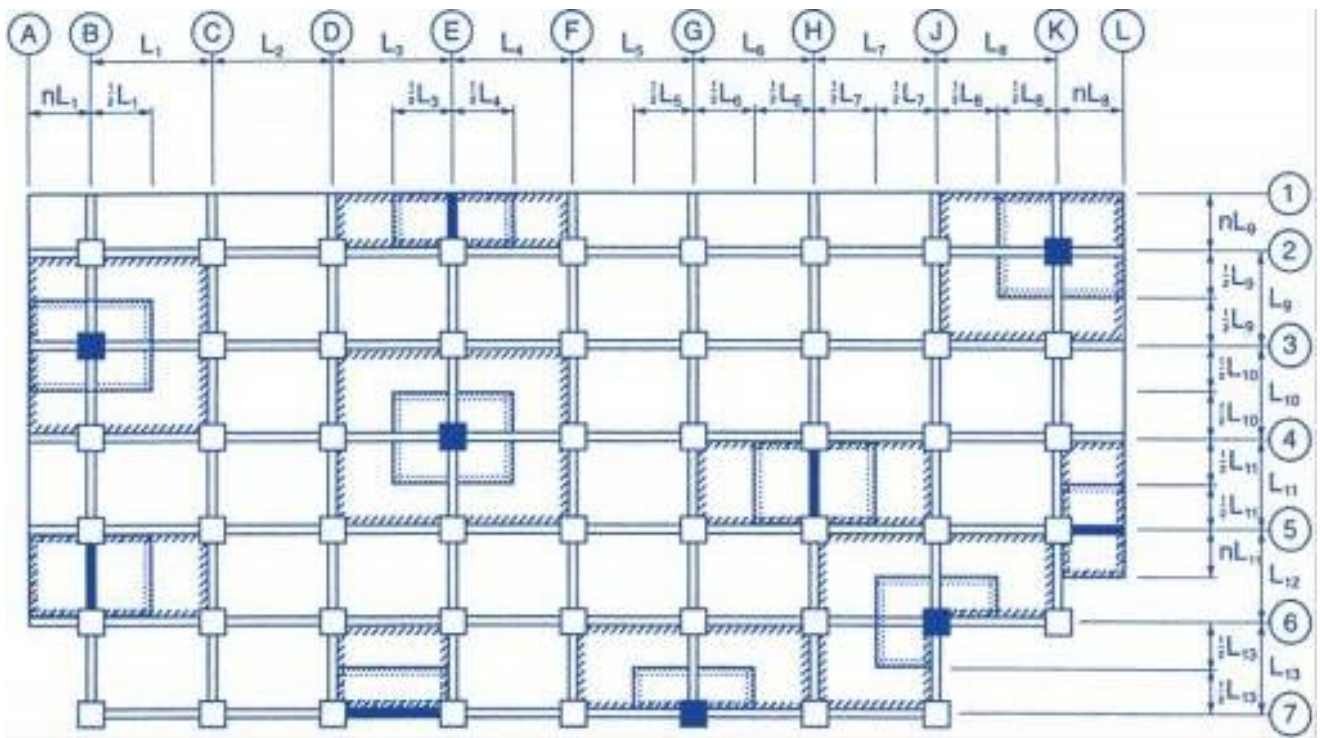 A B C D E F G H J K L
L₁ L₂ L₃ L₄ L₅ L₆ L₇ L₈
nL₁ ½L₁ ½L₃ ½L₄ ½L₅ ½L₆ ½L₆ ½L₇ ½L₇ ½L₈ ½L₈ nL₈
1
nL₉
2
½L₉
L₉
½L₉
3
½L₁₀
L₁₀
½L₁₀
4
½L₁₁
L₁₁
½L₁₁
5
nL₁₁
L₁₂
6
½L₁₃
L₁₃
½L₁₃
7